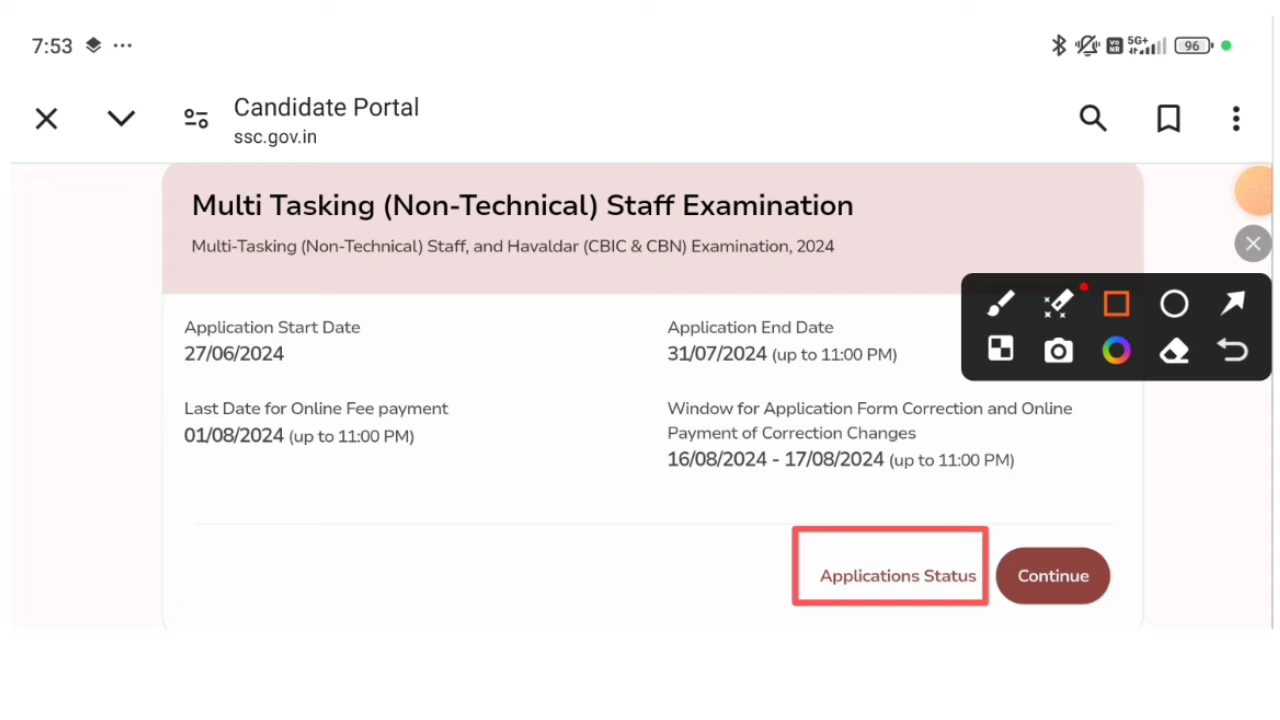 7:53
5G+
VO
NR
96
Candidate Portal
ssc.gov.in
Multi Tasking (Non-Technical) Staff Examination
Multi-Tasking (Non-Technical) Staff, and Havaldar (CBIC & CBN) Examination, 2024
Application Start Date
27/06/2024
Application End Date
31/07/2024 (up to 11:00 PM)
Last Date for Online Fee payment
01/08/2024 (up to 11:00 PM)
Window for Application Form Correction and Online
Payment of Correction Changes
16/08/2024 - 17/08/2024 (up to 11:00 PM)
Applications Status
Continue